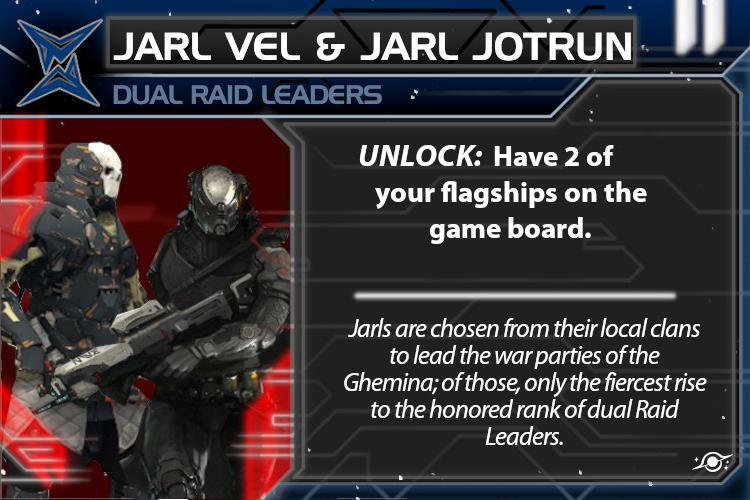 JARL VEL & JARL JOTRUN
DUAL RAID LEADERS
UNLOCK: Have 2 of
your flagships on the
game board.
Jarls are chosen from their local clans
to lead the war parties of the
Ghemina; of those, only the fiercest rise
to the honored rank of dual Raid
Leaders.